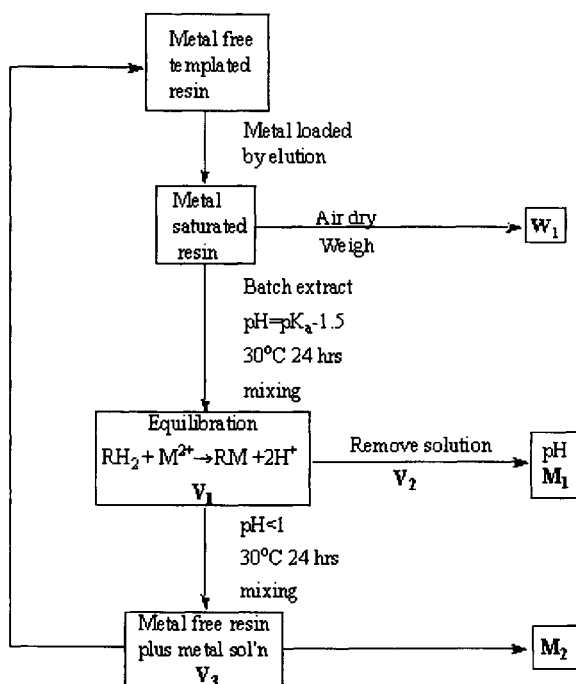 Metal free
templated
resin
Metal loaded
by elution
Metal
saturated
resin
Air dry
Weigh
W₁
Batch extract
pH=pKₐ-1.5
30°C 24 hrs
mixing
Equilibration
RH₂ + M²⁺→RM +2H⁺
V₁
Remove solution
V₂
pH
M₁
pH<1
30°C 24 hrs
mixing
Metal free resin
plus metal sol'n
V₃
M₂